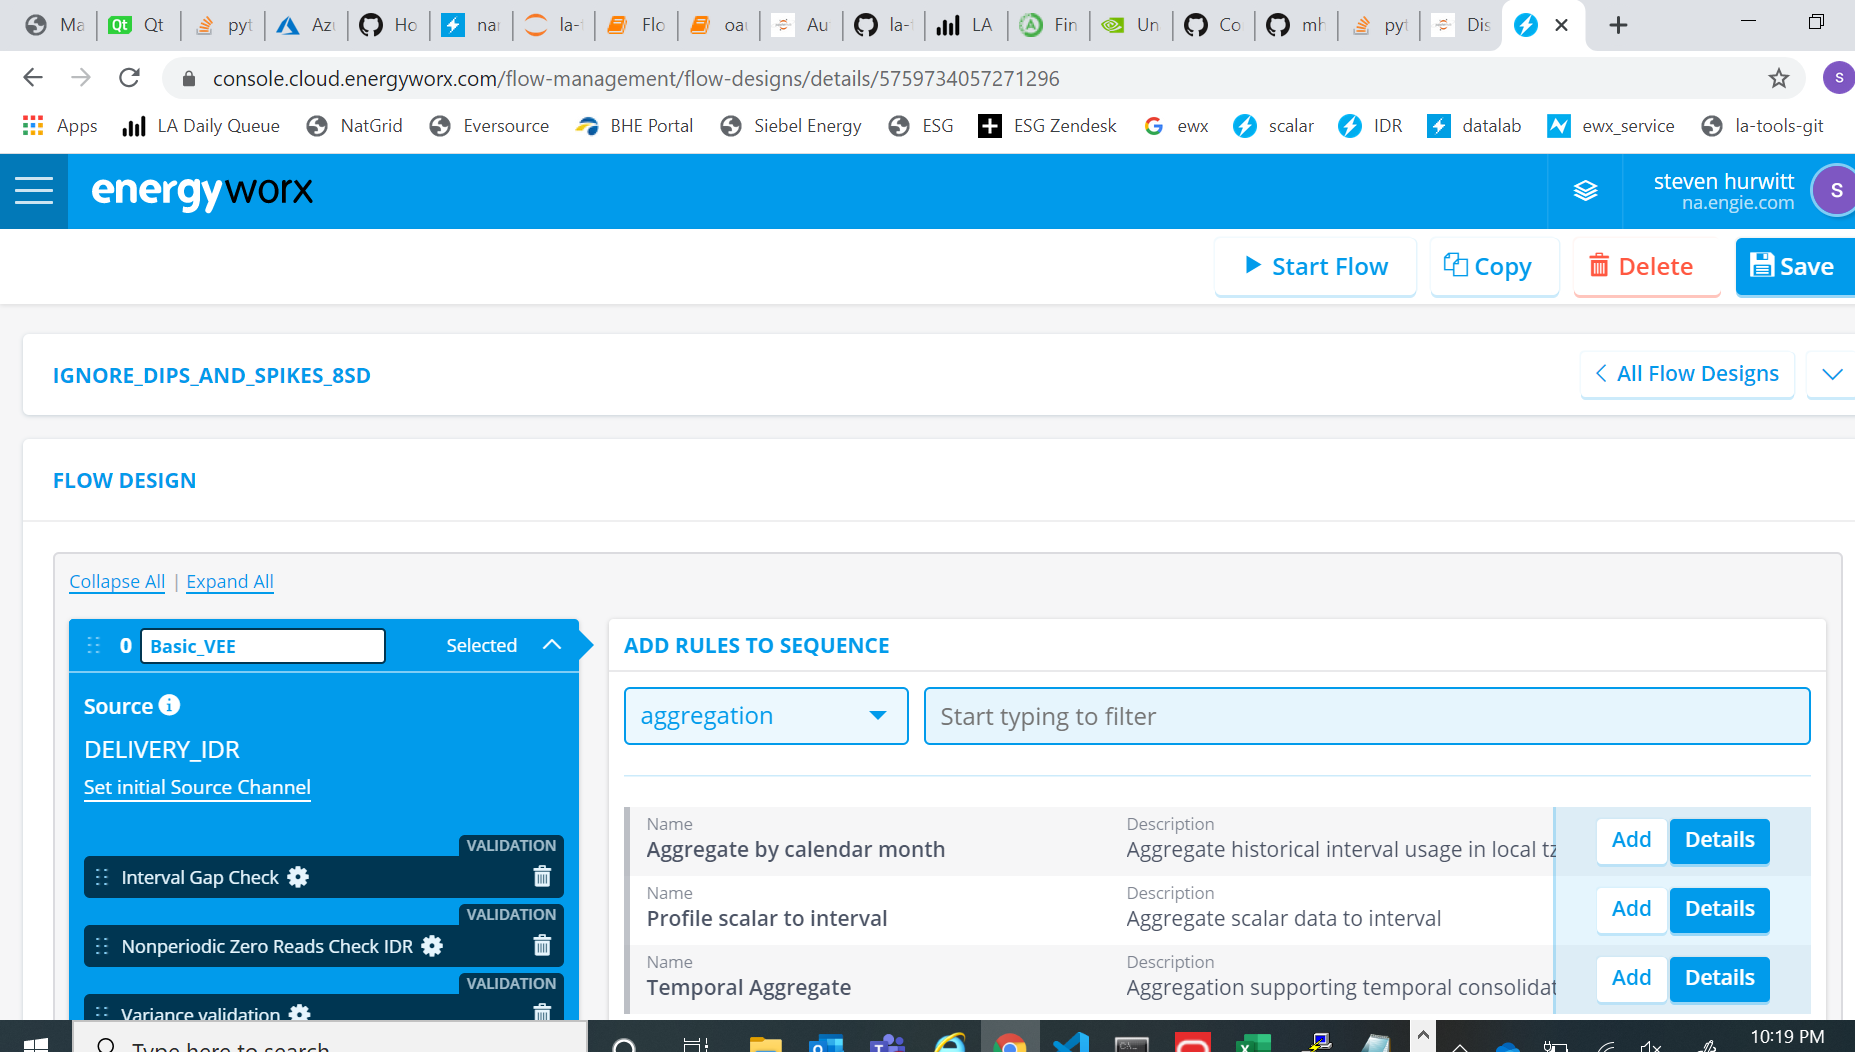 Ma
Qt
pyt
Az
Ho
nar
la-
Flo
oau
Au
la-
LA
Fin
Un
Co
mh
pyt
Dis
console.cloud.energyworx.com/flow-management/flow-designs/details/5759734057271296
S
Apps
LA Daily Queue
NatGrid
Eversource
BHE Portal
Siebel Energy
ESG
ESG Zendesk
ewx
scalar
IDR
datalab
ewx_service
la-tools-git
energyworx
steven hurwitt
na.engie.com
S
Start Flow
Copy
Delete
Save
IGNORE_DIPS_AND_SPIKES_8SD
All Flow Designs
FLOW DESIGN
Collapse All | Expand All
0 Basic_VEE Selected
Source
DELIVERY_IDR
Set initial Source Channel
VALIDATION
Interval Gap Check
VALIDATION
Nonperiodic Zero Reads Check IDR
VALIDATION
Variance validation
ADD RULES TO SEQUENCE
aggregation
Start typing to filter
Name Description
Aggregate by calendar month Aggregate historical interval usage in local tz
Add Details
Name Description
Profile scalar to interval Aggregate scalar data to interval
Add Details
Name Description
Temporal Aggregate Aggregation supporting temporal consolidat
Add Details
Type here to search
10:19 PM